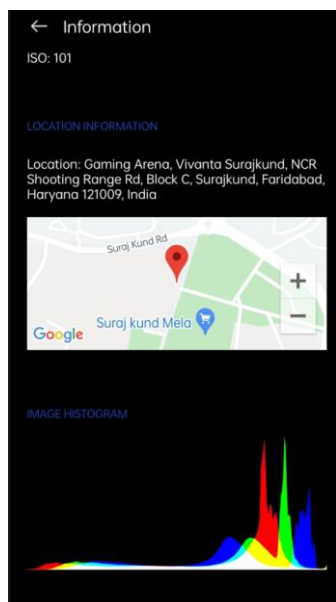 Information
ISO: 101
LOCATION INFORMATION
Location: Gaming Arena, Vivanta Surajkund, NCR
Shooting Range Rd, Block C, Surajkund, Faridabad,
Haryana 121009, India
Suraj Kund Rd
+
−
Google
Suraj kund Mela
IMAGE HISTOGRAM